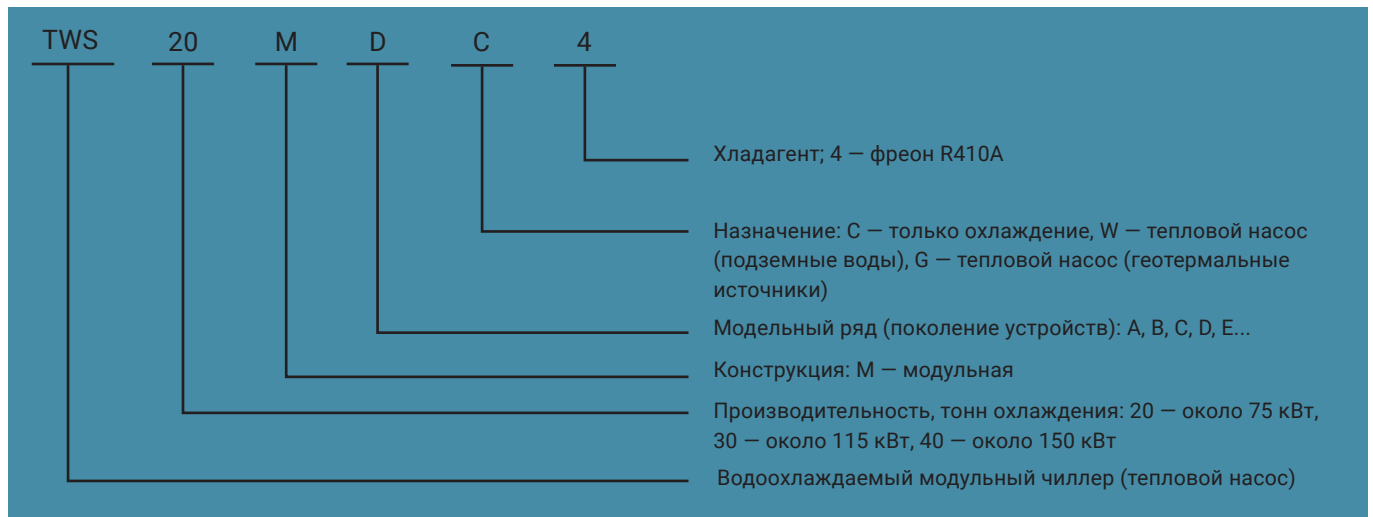 TWS 20 M D C 4
Хладагент; 4 — фреон R410A
Назначение: C — только охлаждение, W — тепловой насос
(подземные воды), G — тепловой насос (геотермальные
источники)
Модельный ряд (поколение устройств): A, B, C, D, E...
Конструкция: M — модульная
Производительность, тонн охлаждения: 20 — около 75 кВт,
30 — около 115 кВт, 40 — около 150 кВт
Водоохлаждаемый модульный чиллер (тепловой насос)